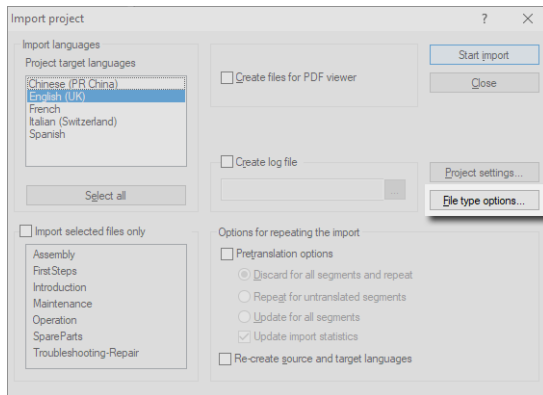 Import project
Import languages
Project target languages
Chinese (PR China)
English (UK)
French
Italian (Switzerland)
Spanish
Select all
Create files for PDF viewer
Create log file
...
Start import
Close
Project settings...
File type options...
Import selected files only
Assembly
FirstSteps
Introduction
Maintenance
Operation
SpareParts
Troubleshooting-Repair
Options for repeating the import
Pretranslation options
Discard for all segments and repeat
Repeat for untranslated segments
Update for all segments
Update import statistics
Re-create source and target languages